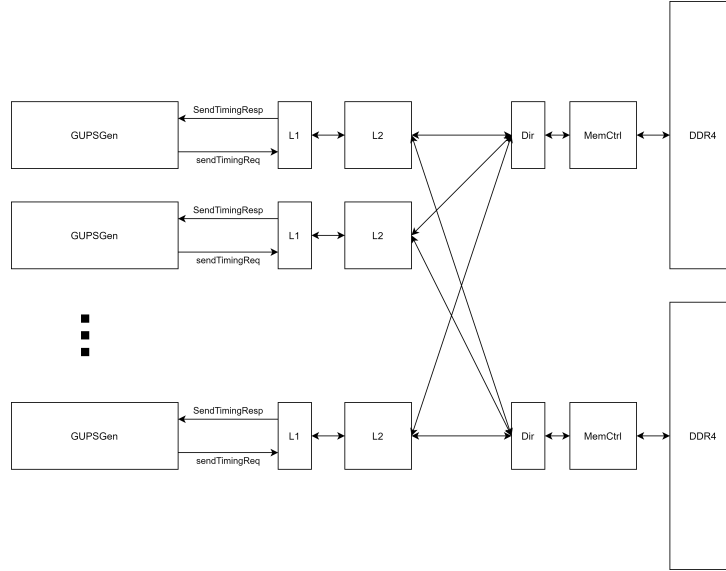 SendTimingResp
GUPSGen
L1
L2
Dir
MemCtrl
DDR4
sendTimingReq
SendTimingResp
GUPSGen
L1
L2
sendTimingReq
SendTimingResp
GUPSGen
L1
L2
Dir
MemCtrl
DDR4
sendTimingReq